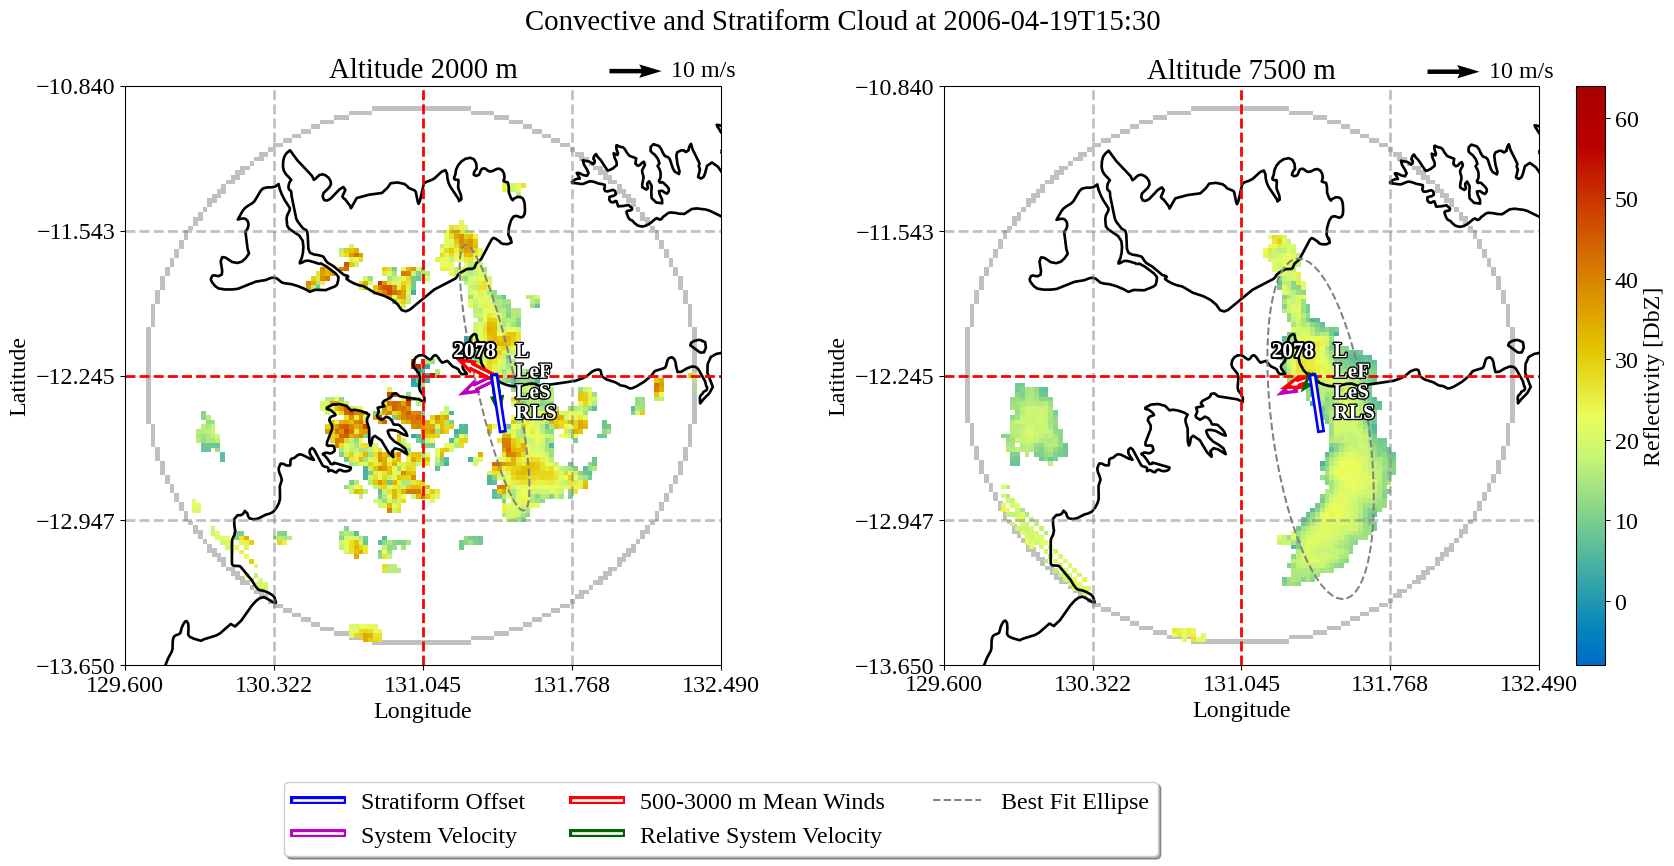 Convective and Stratiform Cloud at 2006-04-19T15:30
Altitude 2000 m
10 m/s
−10.840
−11.543
−12.245
−12.947
−13.650
Latitude
2078
L
LeF
LeS
RLS
129.600
130.322
131.045
131.768
132.490
Longitude
Altitude 7500 m
10 m/s
−10.840
−11.543
−12.245
−12.947
−13.650
Latitude
2078
L
LeF
LeS
RLS
129.600
130.322
131.045
131.768
132.490
Longitude
60
50
40
30
20
10
0
Reflectivity [DbZ]
Stratiform Offset
System Velocity
500-3000 m Mean Winds
Relative System Velocity
Best Fit Ellipse